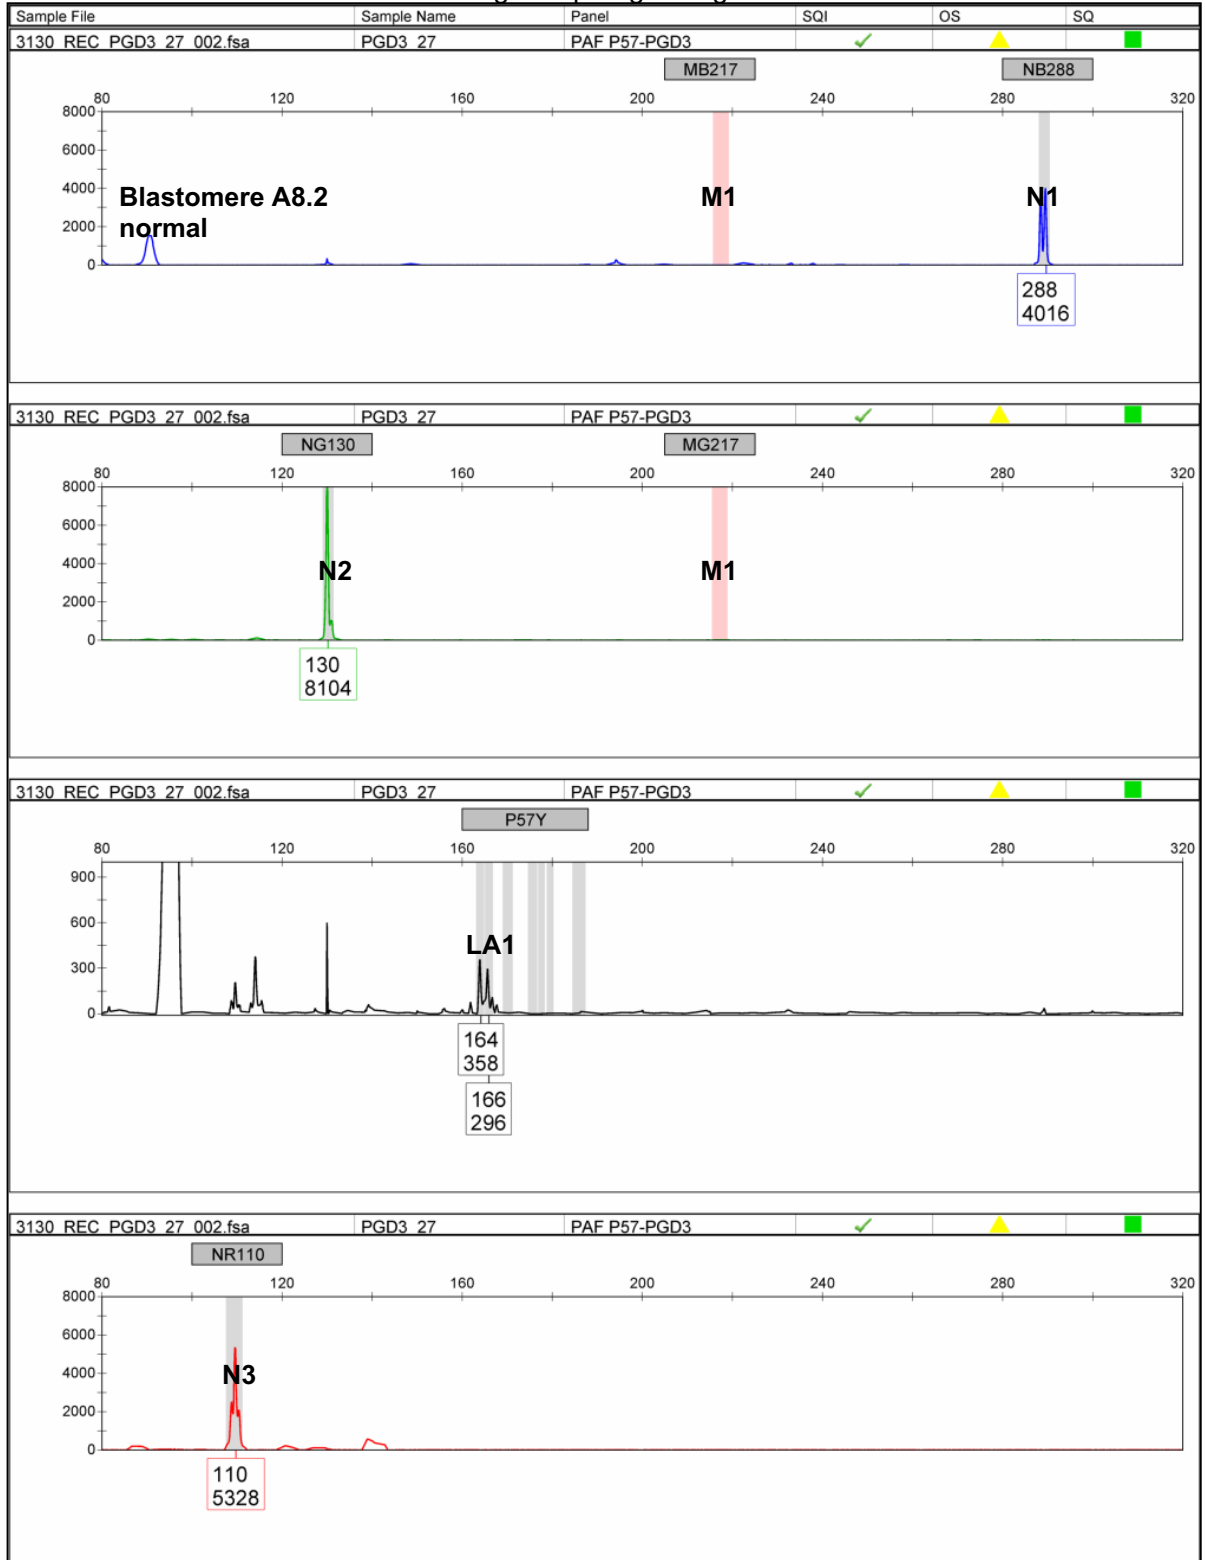 Sample File Sample Name Panel SQI OS SQ
3130_REC_PGD3_27_002.fsa PGD3_27 PAF P57-PGD3
MB217 NB288
80 120 160 200 240 280 320
8000
6000
4000
2000
0
Blastomere A8.2
normal
M1 N1
288
4016
3130_REC_PGD3_27_002.fsa PGD3_27 PAF P57-PGD3
NG130 MG217
80 120 160 200 240 280 320
8000
6000
4000
2000
0
N2 M1
130
8104
3130_REC_PGD3_27_002.fsa PGD3_27 PAF P57-PGD3
P57Y
80 120 160 200 240 280 320
900
600
300
0
LA1
164
358
166
296
3130_REC_PGD3_27_002.fsa PGD3_27 PAF P57-PGD3
NR110
80 120 160 200 240 280 320
8000
6000
4000
2000
0
N3
110
5328